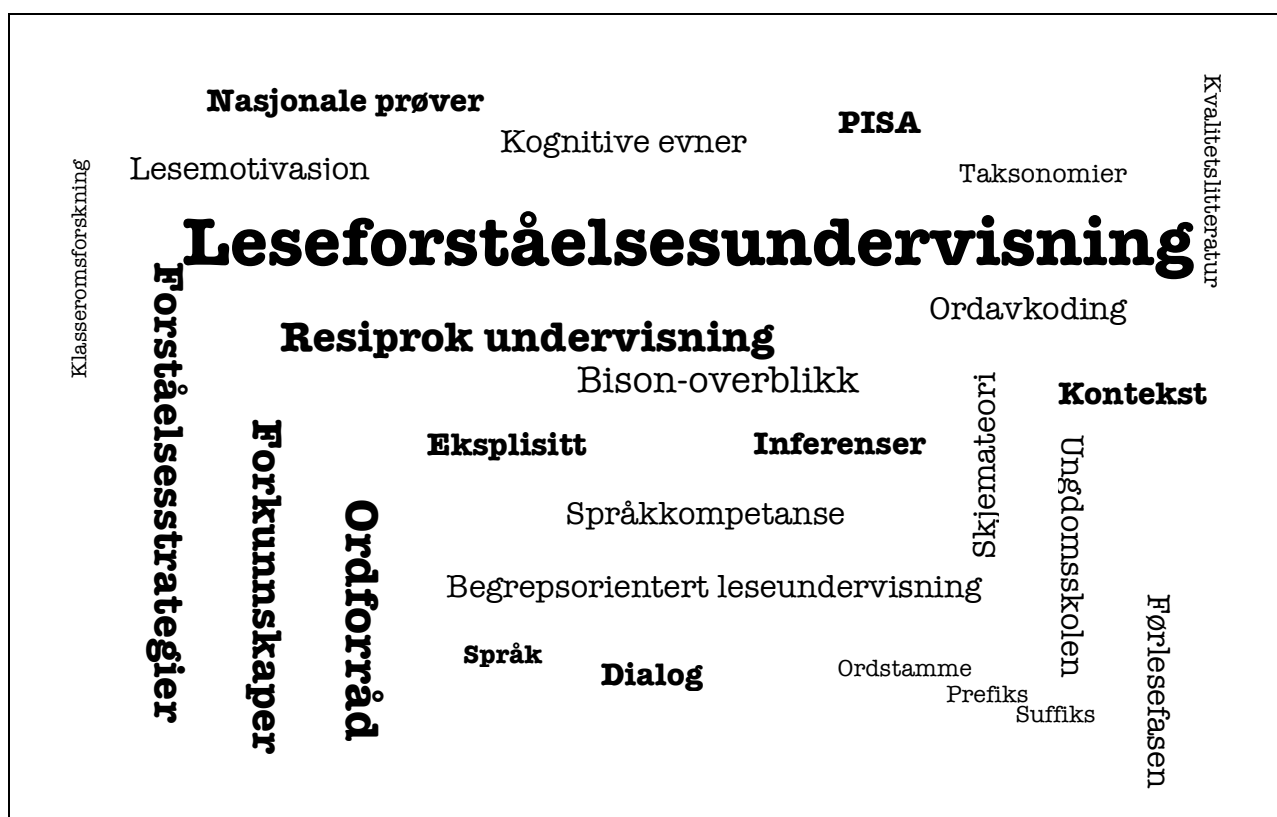 Nasjonale prøver
PISA
Kognitive evner
Lesemotivasjon
Taksonomier
Kvalitetslitteratur
Klasseromsforskning
Leseforståelsesundervisning
Ordavkoding
Resiprok undervisning
Bison-overblikk
Kontekst
Forståelsesstrategier
Forkunnskaper
Ordforråd
Eksplisitt
Inferenser
Skjemateori
Ungdomsskolen
Språkkompetanse
Begrepsorientert leseundervisning
Førlesefasen
Språk
Dialog
Ordstamme
Prefiks
Suffiks